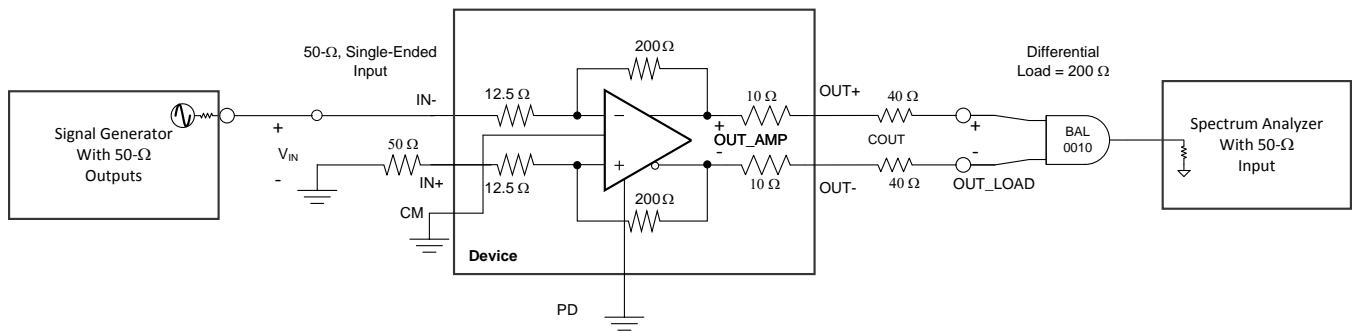 Signal Generator
With 50-Ω
Outputs
+
V_IN
-
50-Ω, Single-Ended
Input
IN-
50 Ω
IN+
CM
12.5 Ω
12.5 Ω
200 Ω
200 Ω
−
+
Device
PD
+
OUT_AMP
-
10 Ω
10 Ω
OUT+
OUT-
40 Ω
COUT
40 Ω
+
-
OUT_LOAD
Differential
Load = 200 Ω
BAL
0010
Spectrum Analyzer
With 50-Ω
Input